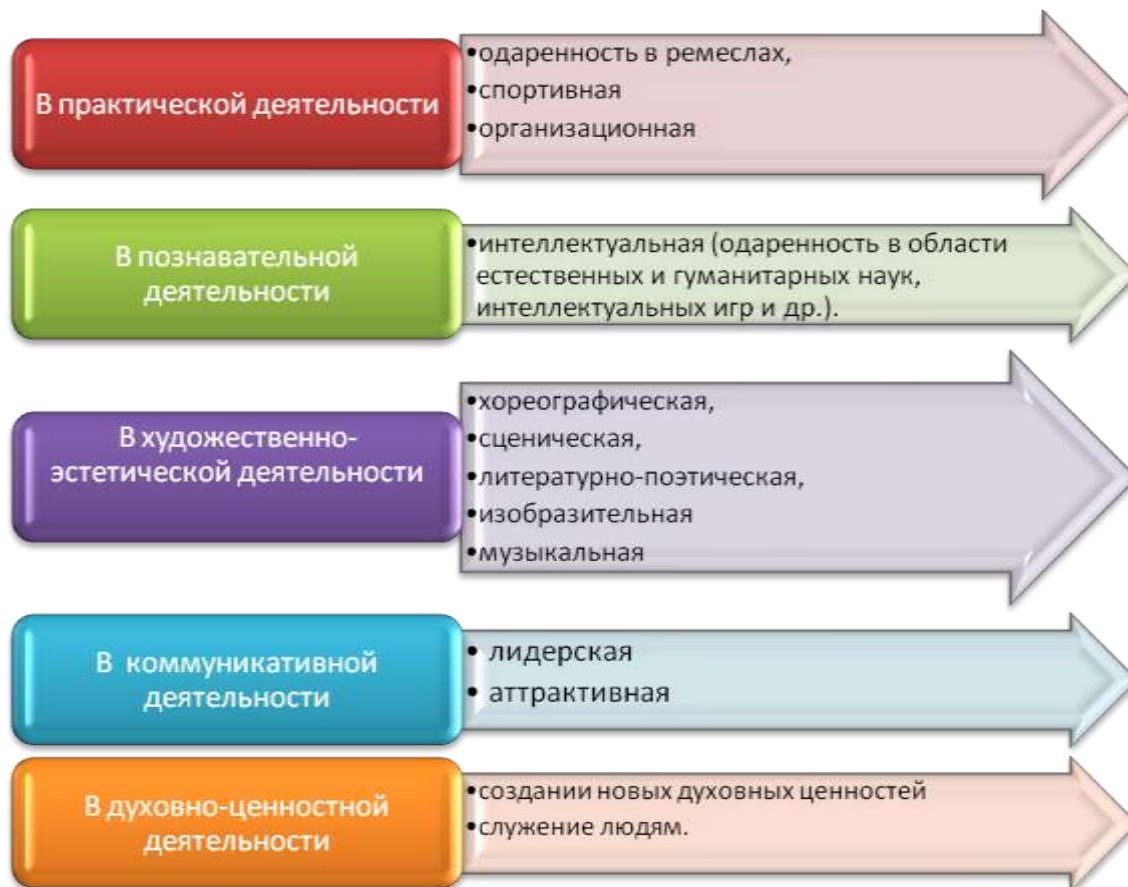 В практической деятельности
•одаренность в ремеслах,
•спортивная
•организационная
В познавательной
деятельности
•интеллектуальная (одаренность в области
естественных и гуманитарных наук,
интеллектуальных игр и др.).
В художественно-
эстетической деятельности
•хореографическая,
•сценическая,
•литературно-поэтическая,
•изобразительная
•музыкальная
В коммуникативной
деятельности
• лидерская
• аттрактивная
В духовно-ценностной
деятельности
•создании новых духовных ценностей
•служение людям.